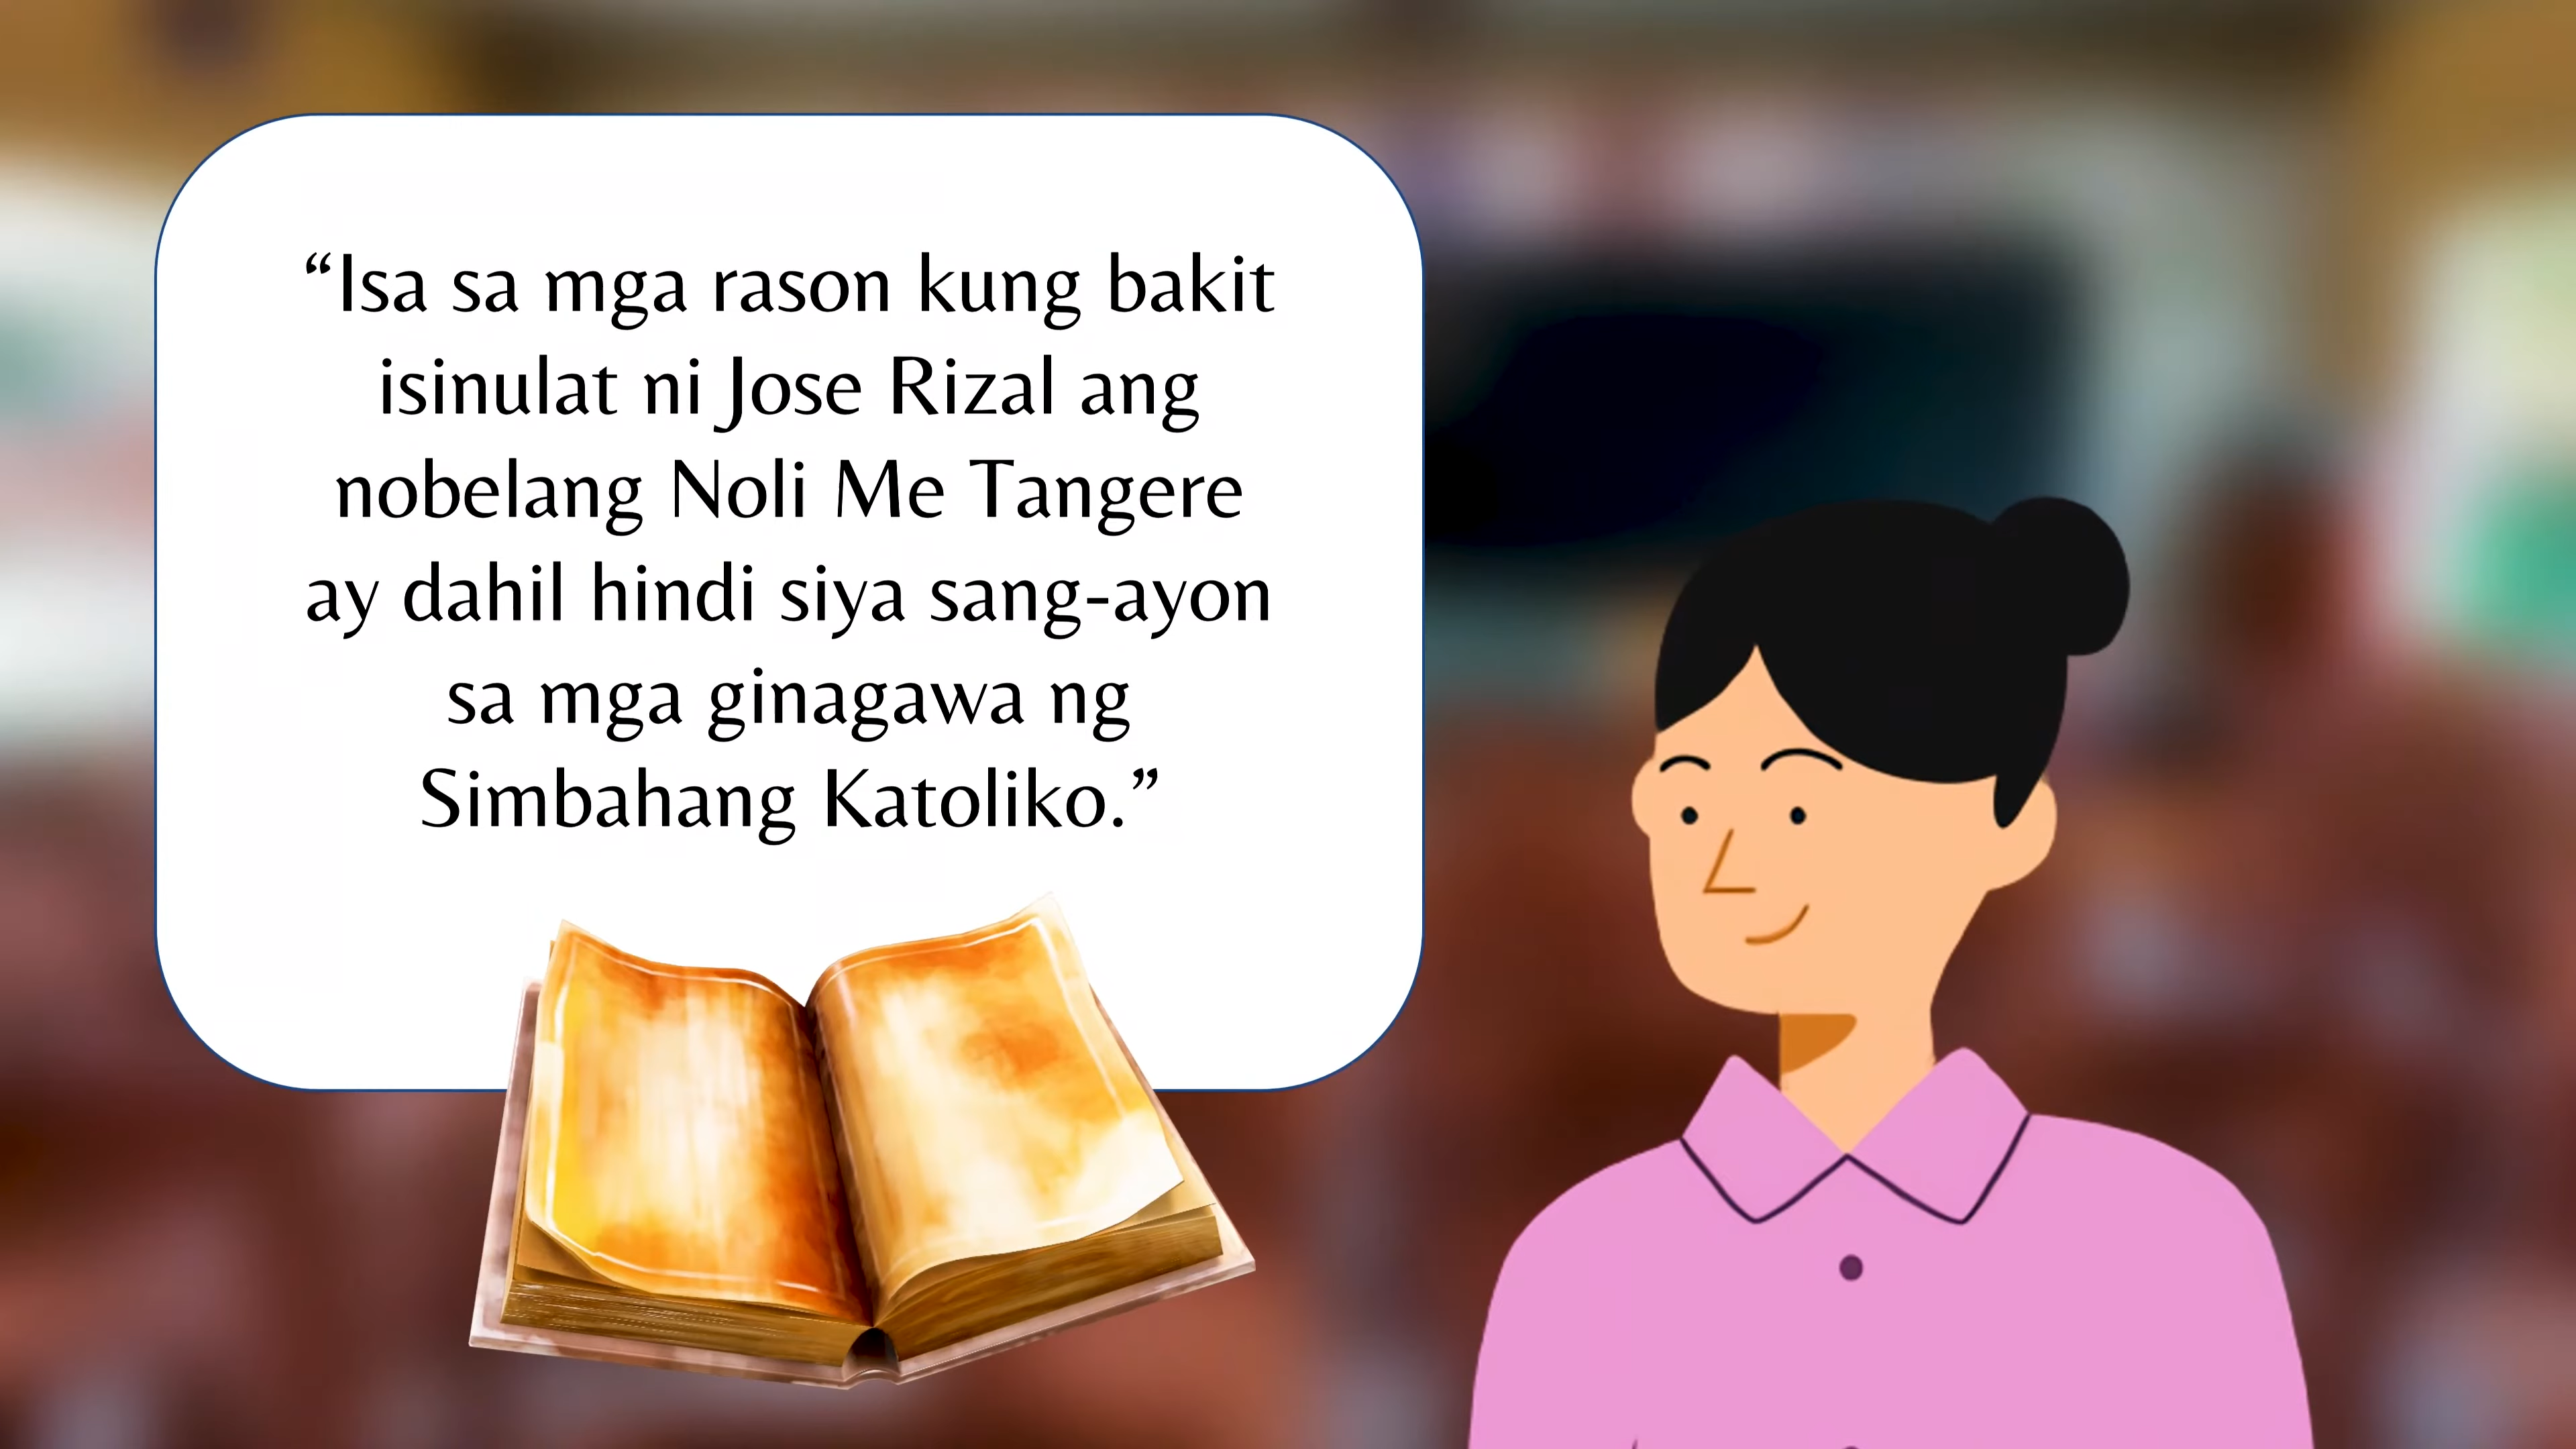 “Isa sa mga rason kung bakit
isinulat ni Jose Rizal ang
nobelang Noli Me Tangere
ay dahil hindi siya sang-ayon
sa mga ginagawa ng
Simbahang Katoliko.”